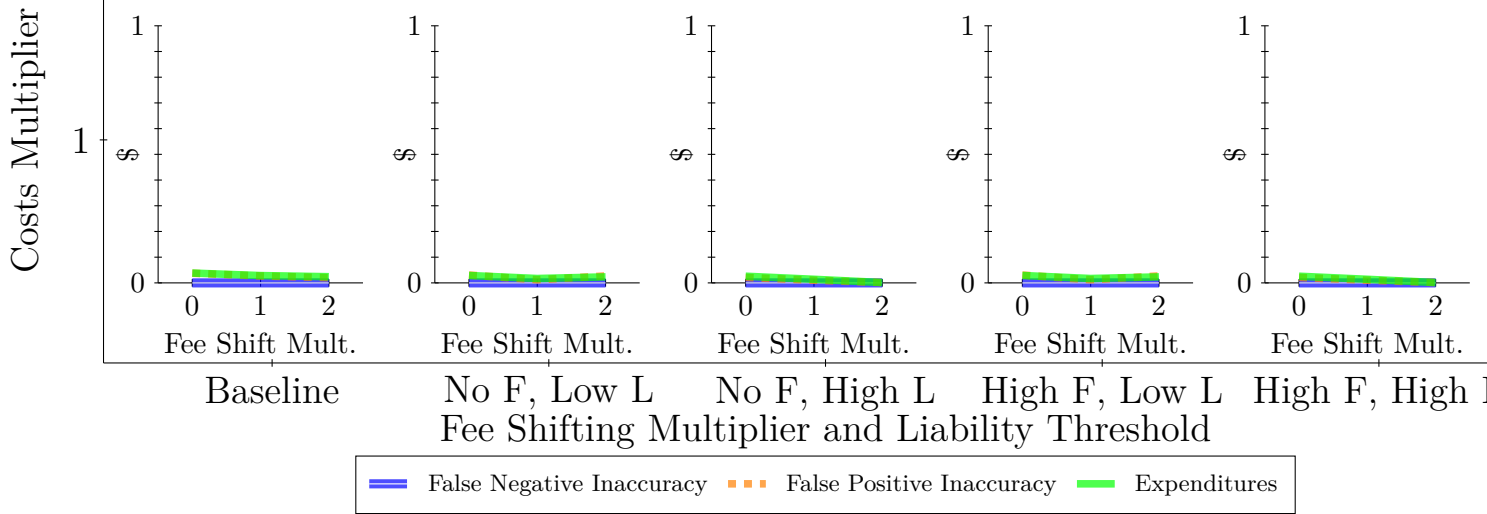 Costs Multiplier
1
1 1 1 1 1
$ $ $ $ $
0 0 0 0 0
0 1 2 0 1 2 0 1 2 0 1 2 0 1 2
Fee Shift Mult. Fee Shift Mult. Fee Shift Mult. Fee Shift Mult. Fee Shift Mult.
Baseline No F, Low L No F, High L High F, Low L High F, High
Fee Shifting Multiplier and Liability Threshold
False Negative Inaccuracy False Positive Inaccuracy Expenditures